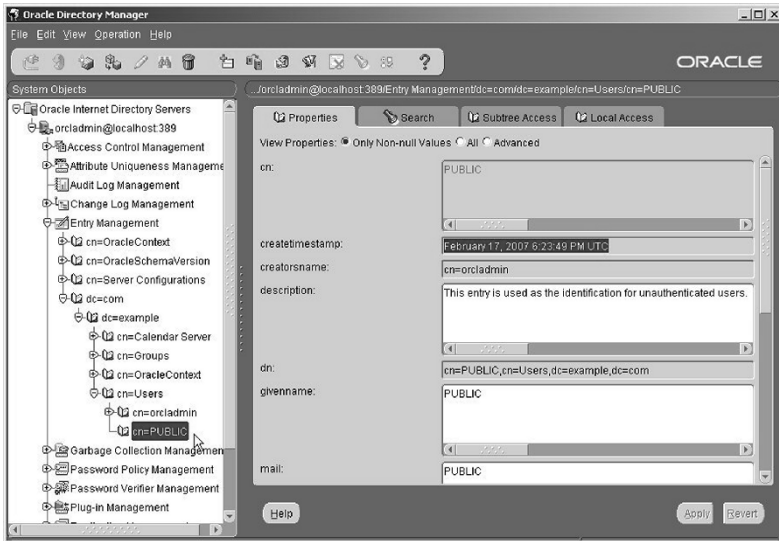 Oracle Directory Manager
File Edit View Operation Help
ORACLE
System Objects
.../orcladmin@localhost:389/Entry Management/dc=com/dc=example/cn=Users/cn=PUBLIC
Oracle Internet Directory Servers
orcladmin@localhost:389
Access Control Management
Attribute Uniqueness Manageme
Audit Log Management
Change Log Management
Entry Management
cn=OracleContext
cn=OracleSchemaVersion
cn=Server Configurations
dc=com
dc=example
cn=Calendar Server
cn=Groups
cn=OracleContext
cn=Users
cn=orcladmin
cn=PUBLIC
Garbage Collection Managemen
Password Policy Management
Password Verifier Management
Plug-in Management
Properties Search Subtree Access Local Access
View Properties: Only Non-null Values All Advanced
cn: PUBLIC
createtimestamp: February 17, 2007 6:23:49 PM UTC
creatorsname: cn=orcladmin
description: This entry is used as the identification for unauthenticated users.
dn: cn=PUBLIC,cn=Users,dc=example,dc=com
givenname: PUBLIC
mail: PUBLIC
Help Apply Revert